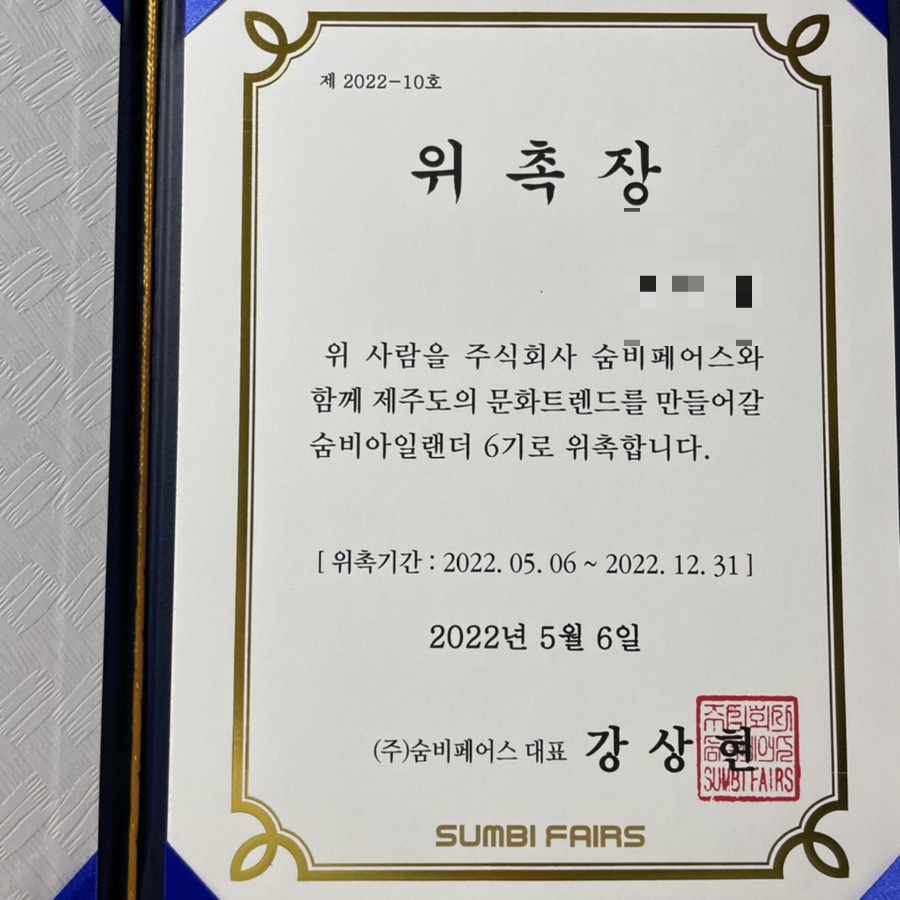 제 2022-10호
위 촉 장
위 사람을 주식회사 숨비페어스와
함께 제주도의 문화트렌드를 만들어갈
숨비아일랜더 6기로 위촉합니다.
[ 위촉기간 : 2022. 05. 06 ~ 2022. 12. 31 ]
2022년 5월 6일
(주)숨비페어스 대표 강 상 현
SUMBI FAIRS
SUMBI FAIRS